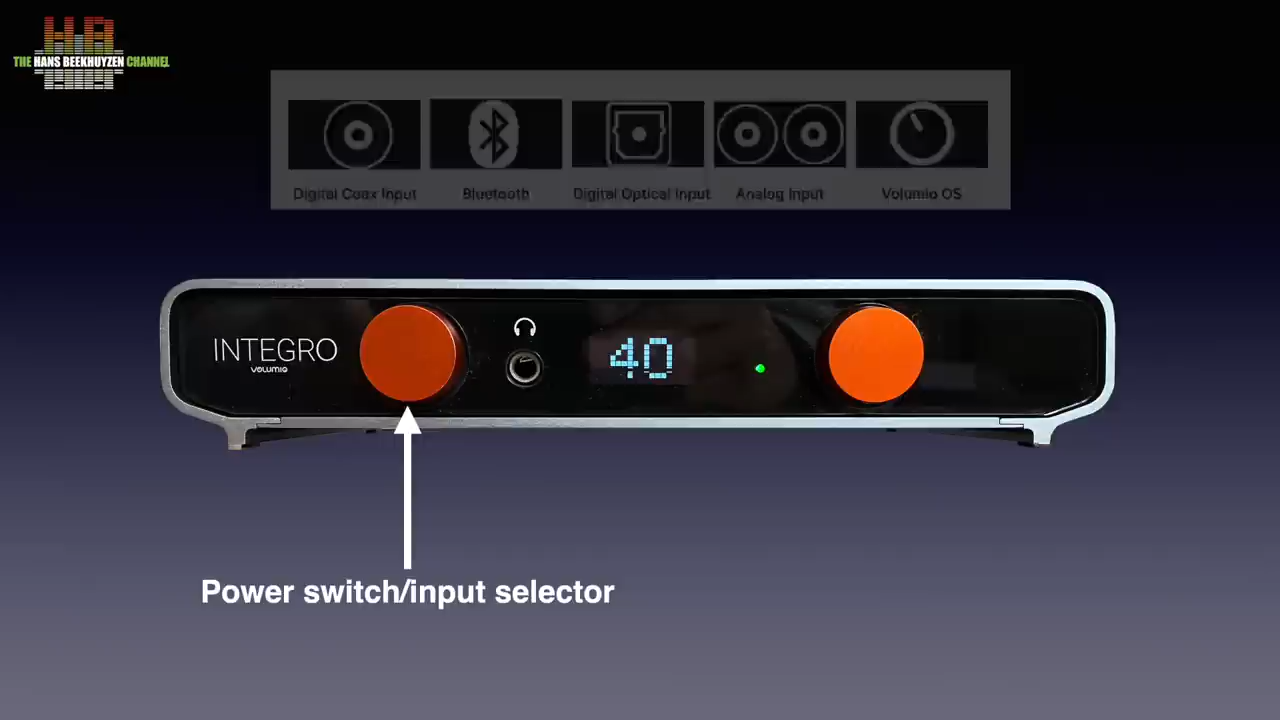 THE HANS BEEKHUYZEN CHANNEL
Digital Coax Input
Bluetooth
Digital Optical Input
Analog Input
Volumio OS
INTEGRO
VOLUMIO
40
Power switch/input selector